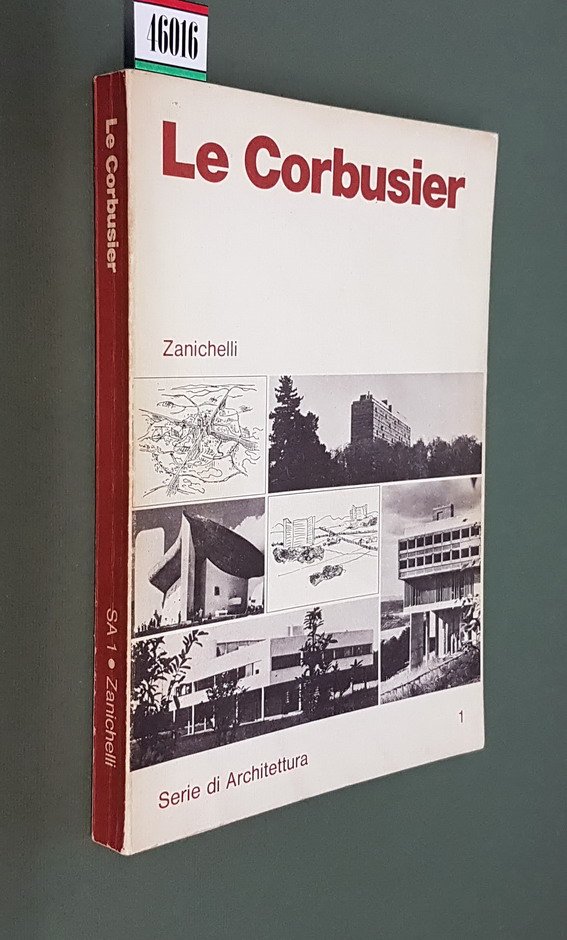 46016
Le Corbusier
Zanichelli
1
Serie di Architettura
Le Corbusier
SA 1 • Zanichelli